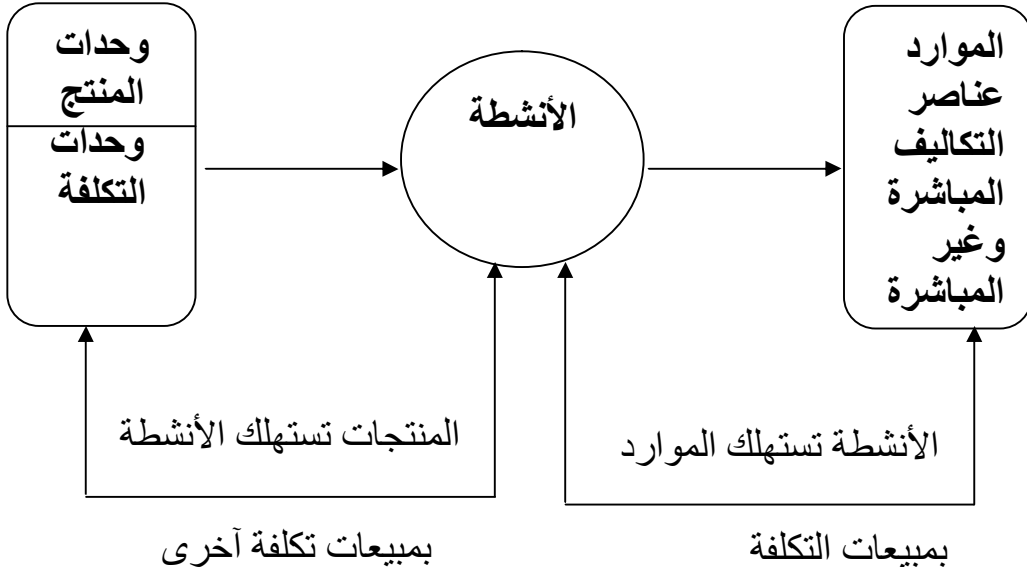 الموارد
عناصر
التكاليف
المباشرة
وغير
المباشرة
الأنشطة
وحدات
المنتج
وحدات
التكلفة
الأنشطة تستهلك الموارد
بمبيعات التكلفة
المنتجات تستهلك الأنشطة
بمبيعات تكلفة آخرى